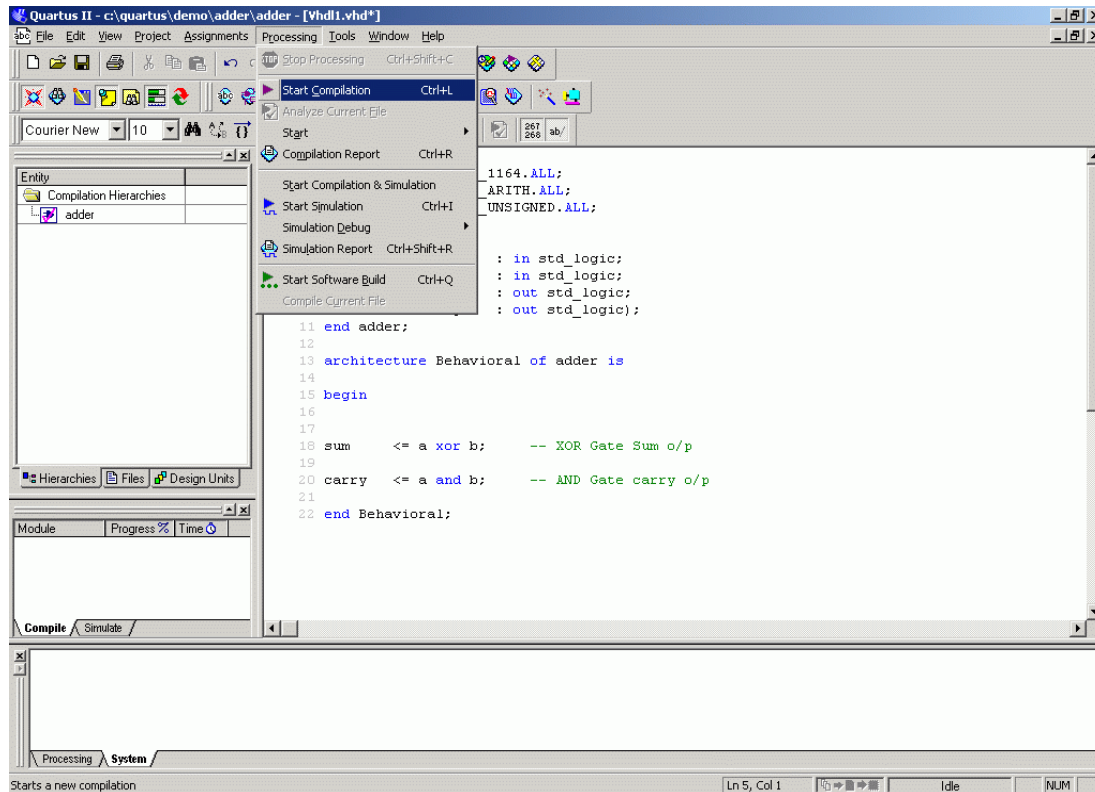 Quartus II - c:\quartus\demo\adder\adder - [Vhdl1.vhd*]
abc File Edit View Project Assignments Processing Tools Window Help
Stop Processing Ctrl+Shift+C
Start Compilation Ctrl+L
Analyze Current File
Start
Compilation Report Ctrl+R
Start Compilation & Simulation
Start Simulation Ctrl+I
Simulation Debug
Simulation Report Ctrl+Shift+R
Start Software Build Ctrl+Q
Compile Current File
Courier New 10
267 268 ab/
Entity
Compilation Hierarchies
adder
Hierarchies Files Design Units
Module Progress % Time
Compile Simulate
_1164.ALL;
_ARITH.ALL;
_UNSIGNED.ALL;
: in std_logic;
: in std_logic;
: out std_logic;
: out std_logic);
11 end adder;
12
13 architecture Behavioral of adder is
14
15 begin
16
17
18 sum <= a xor b; -- XOR Gate Sum o/p
19
20 carry <= a and b; -- AND Gate carry o/p
21
22 end Behavioral;
Processing System
Starts a new compilation
Ln 5, Col 1
Idle
NUM